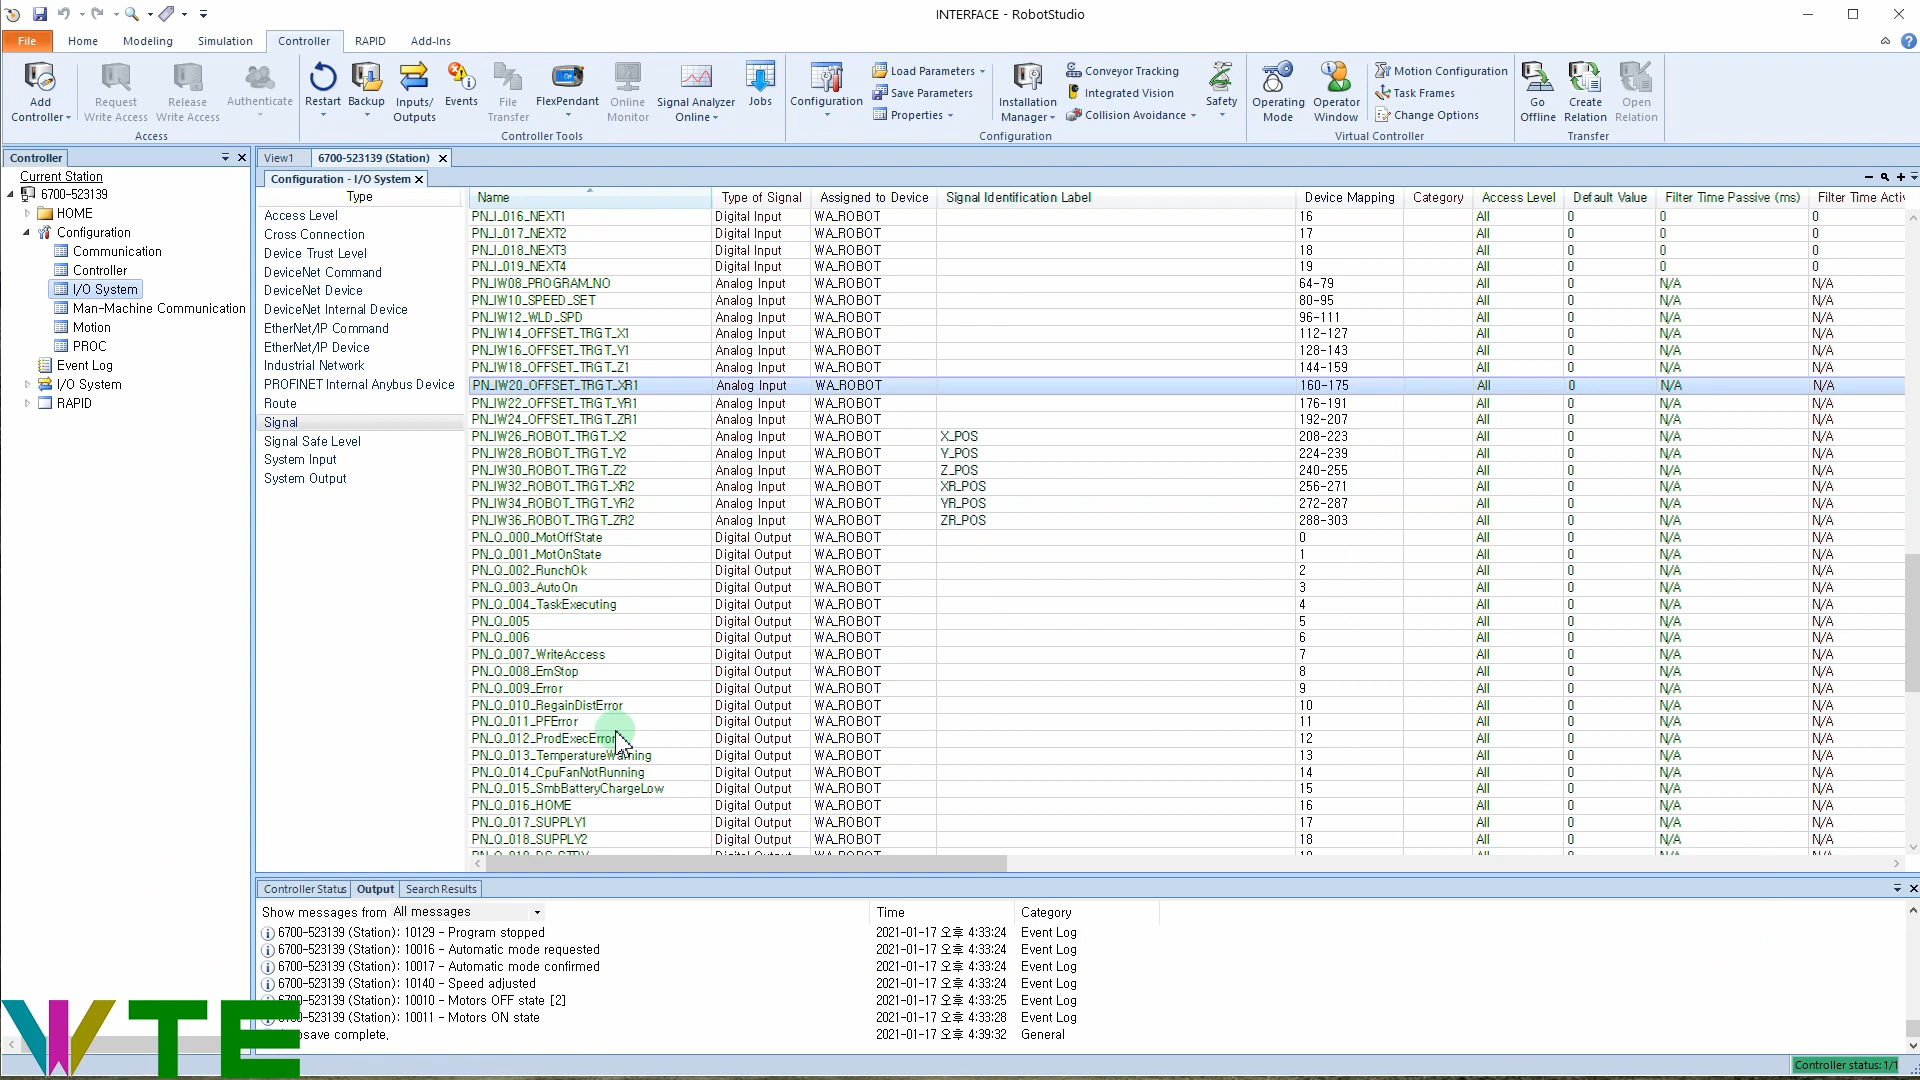 INTERFACE - RobotStudio
File Home Modeling Simulation Controller RAPID Add-Ins
Add Controller
Request Write Access
Release Write Access
Authenticate
Access
Restart
Backup
Inputs/ Outputs
Events
File Transfer
FlexPendant
Online Monitor
Signal Analyzer Online
Jobs
Controller Tools
Configuration
Load Parameters
Save Parameters
Properties
Installation Manager
Conveyor Tracking
Integrated Vision
Collision Avoidance
Safety
Configuration
Operating Mode
Operator Window
Motion Configuration
Task Frames
Change Options
Virtual Controller
Go Offline
Create Relation
Open Relation
Transfer
Controller
Current Station
6700-523139
HOME
Configuration
Communication
Controller
I/O System
Man-Machine Communication
Motion
PROC
Event Log
I/O System
RAPID
View1 6700-523139 (Station)
Configuration - I/O System
Type
Access Level
Cross Connection
Device Trust Level
DeviceNet Command
DeviceNet Device
DeviceNet Internal Device
EtherNet/IP Command
EtherNet/IP Device
Industrial Network
PROFINET Internal Anybus Device
Route
Signal
Signal Safe Level
System Input
System Output
Name Type of Signal Assigned to Device Signal Identification Label Device Mapping Category Access Level Default Value Filter Time Passive (ms) Filter Time Activ
PN_I_016_NEXT1 Digital Input WA_ROBOT 16 All 0 0 0
PN_I_017_NEXT2 Digital Input WA_ROBOT 17 All 0 0 0
PN_I_018_NEXT3 Digital Input WA_ROBOT 18 All 0 0 0
PN_I_019_NEXT4 Digital Input WA_ROBOT 19 All 0 0 0
PN_IW08_PROGRAM_NO Analog Input WA_ROBOT 64-79 All 0 N/A N/A
PN_IW10_SPEED_SET Analog Input WA_ROBOT 80-95 All 0 N/A N/A
PN_IW12_WLD_SPD Analog Input WA_ROBOT 96-111 All 0 N/A N/A
PN_IW14_OFFSET_TRGT_X1 Analog Input WA_ROBOT 112-127 All 0 N/A N/A
PN_IW16_OFFSET_TRGT_Y1 Analog Input WA_ROBOT 128-143 All 0 N/A N/A
PN_IW18_OFFSET_TRGT_Z1 Analog Input WA_ROBOT 144-159 All 0 N/A N/A
PN_IW20_OFFSET_TRGT_XR1 Analog Input WA_ROBOT 160-175 All 0 N/A N/A
PN_IW22_OFFSET_TRGT_YR1 Analog Input WA_ROBOT 176-191 All 0 N/A N/A
PN_IW24_OFFSET_TRGT_ZR1 Analog Input WA_ROBOT 192-207 All 0 N/A N/A
PN_IW26_ROBOT_TRGT_X2 Analog Input WA_ROBOT X_POS 208-223 All 0 N/A N/A
PN_IW28_ROBOT_TRGT_Y2 Analog Input WA_ROBOT Y_POS 224-239 All 0 N/A N/A
PN_IW30_ROBOT_TRGT_Z2 Analog Input WA_ROBOT Z_POS 240-255 All 0 N/A N/A
PN_IW32_ROBOT_TRGT_XR2 Analog Input WA_ROBOT XR_POS 256-271 All 0 N/A N/A
PN_IW34_ROBOT_TRGT_YR2 Analog Input WA_ROBOT YR_POS 272-287 All 0 N/A N/A
PN_IW36_ROBOT_TRGT_ZR2 Analog Input WA_ROBOT ZR_POS 288-303 All 0 N/A N/A
PN_Q_000_MotOffState Digital Output WA_ROBOT 0 All 0 N/A N/A
PN_Q_001_MotOnState Digital Output WA_ROBOT 1 All 0 N/A N/A
PN_Q_002_RunchOk Digital Output WA_ROBOT 2 All 0 N/A N/A
PN_Q_003_AutoOn Digital Output WA_ROBOT 3 All 0 N/A N/A
PN_Q_004_TaskExecuting Digital Output WA_ROBOT 4 All 0 N/A N/A
PN_Q_005 Digital Output WA_ROBOT 5 All 0 N/A N/A
PN_Q_006 Digital Output WA_ROBOT 6 All 0 N/A N/A
PN_Q_007_WriteAccess Digital Output WA_ROBOT 7 All 0 N/A N/A
PN_Q_008_EmStop Digital Output WA_ROBOT 8 All 0 N/A N/A
PN_Q_009_Error Digital Output WA_ROBOT 9 All 0 N/A N/A
PN_Q_010_RegainDistError Digital Output WA_ROBOT 10 All 0 N/A N/A
PN_Q_011_PFError Digital Output WA_ROBOT 11 All 0 N/A N/A
PN_Q_012_ProdExecError Digital Output WA_ROBOT 12 All 0 N/A N/A
PN_Q_013_TemperatureWarning Digital Output WA_ROBOT 13 All 0 N/A N/A
PN_Q_014_CpuFanNotRunning Digital Output WA_ROBOT 14 All 0 N/A N/A
PN_Q_015_SmbBatteryChargeLow Digital Output WA_ROBOT 15 All 0 N/A N/A
PN_Q_016_HOME Digital Output WA_ROBOT 16 All 0 N/A N/A
PN_Q_017_SUPPLY1 Digital Output WA_ROBOT 17 All 0 N/A N/A
PN_Q_018_SUPPLY2 Digital Output WA_ROBOT 18 All 0 N/A N/A
Controller Status Output Search Results
Show messages from All messages Time Category
6700-523139 (Station): 10129 - Program stopped 2021-01-17 오후 4:33:24 Event Log
6700-523139 (Station): 10016 - Automatic mode requested 2021-01-17 오후 4:33:24 Event Log
6700-523139 (Station): 10017 - Automatic mode confirmed 2021-01-17 오후 4:33:24 Event Log
6700-523139 (Station): 10140 - Speed adjusted 2021-01-17 오후 4:33:24 Event Log
6700-523139 (Station): 10010 - Motors OFF state [2] 2021-01-17 오후 4:33:25 Event Log
-523139 (Station): 10011 - Motors ON state 2021-01-17 오후 4:33:28 Event Log
osave complete, 2021-01-17 오후 4:39:32 General
WTE
Controller status: 1/1